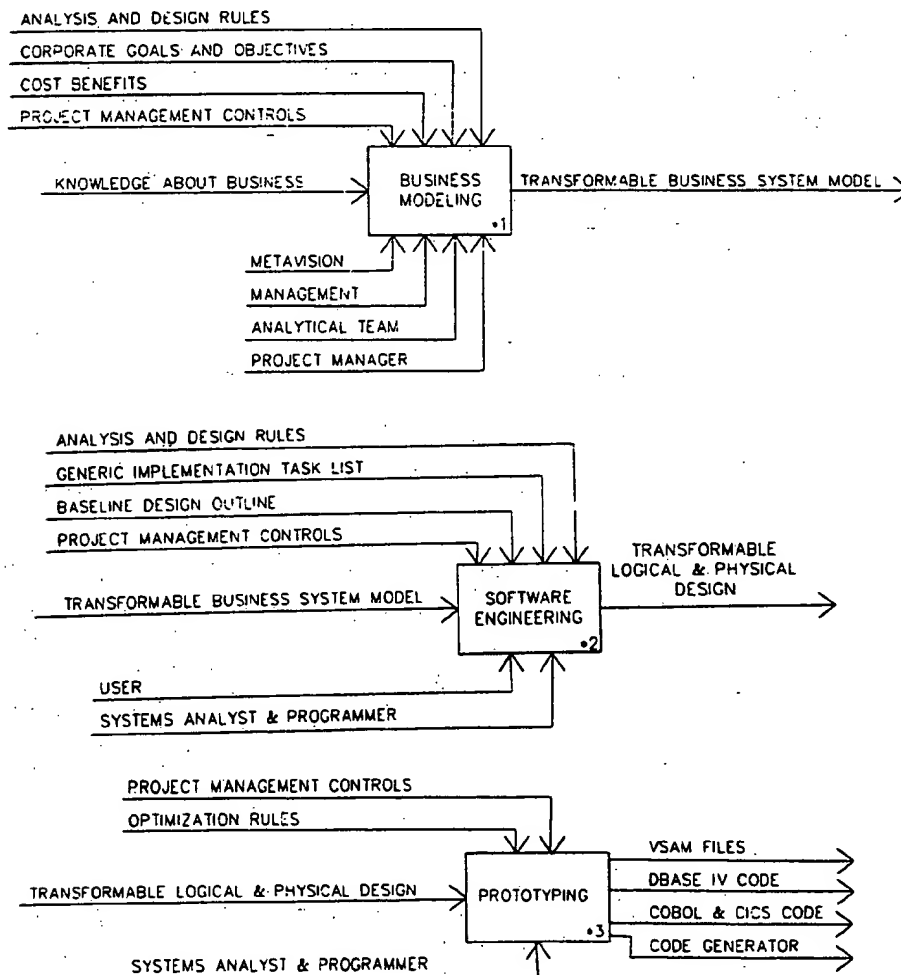 ANALYSIS AND DESIGN RULES
CORPORATE GOALS AND OBJECTIVES
COST BENEFITS
PROJECT MANAGEMENT CONTROLS
KNOWLEDGE ABOUT BUSINESS
BUSINESS
MODELING
*1
TRANSFORMABLE BUSINESS SYSTEM MODEL
METAVISION
MANAGEMENT
ANALYTICAL TEAM
PROJECT MANAGER
ANALYSIS AND DESIGN RULES
GENERIC IMPLEMENTATION TASK LIST
BASELINE DESIGN OUTLINE
PROJECT MANAGEMENT CONTROLS
TRANSFORMABLE
LOGICAL & PHYSICAL
DESIGN
TRANSFORMABLE BUSINESS SYSTEM MODEL
SOFTWARE
ENGINEERING
*2
USER
SYSTEMS ANALYST & PROGRAMMER
PROJECT MANAGEMENT CONTROLS
OPTIMIZATION RULES
TRANSFORMABLE LOGICAL & PHYSICAL DESIGN
PROTOTYPING
*3
VSAM FILES
DBASE IV CODE
COBOL & CICS CODE
CODE GENERATOR
SYSTEMS ANALYST & PROGRAMMER